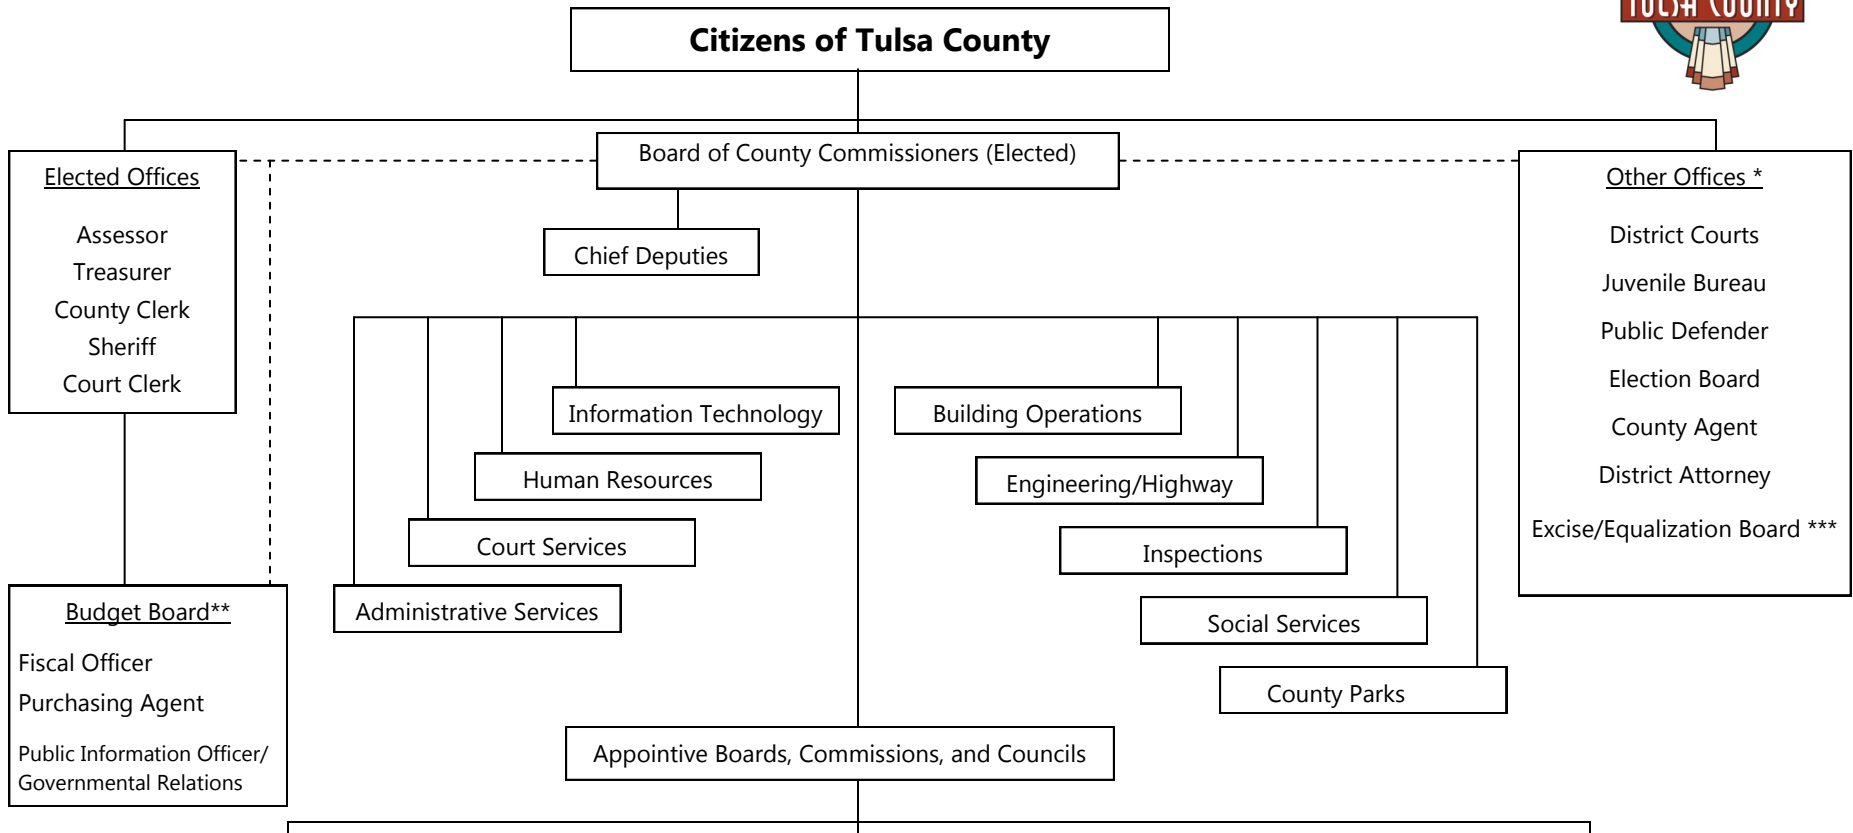 TULSA COUNTY
Citizens of Tulsa County
Board of County Commissioners (Elected)
Elected Offices
Assessor
Treasurer
County Clerk
Sheriff
Court Clerk
Other Offices *
District Courts
Juvenile Bureau
Public Defender
Election Board
County Agent
District Attorney
Excise/Equalization Board ***
Chief Deputies
Information Technology
Human Resources
Court Services
Administrative Services
Building Operations
Engineering/Highway
Inspections
Social Services
County Parks
Budget Board**
Fiscal Officer
Purchasing Agent
Public Information Officer/
Governmental Relations
Appointive Boards, Commissions, and Councils